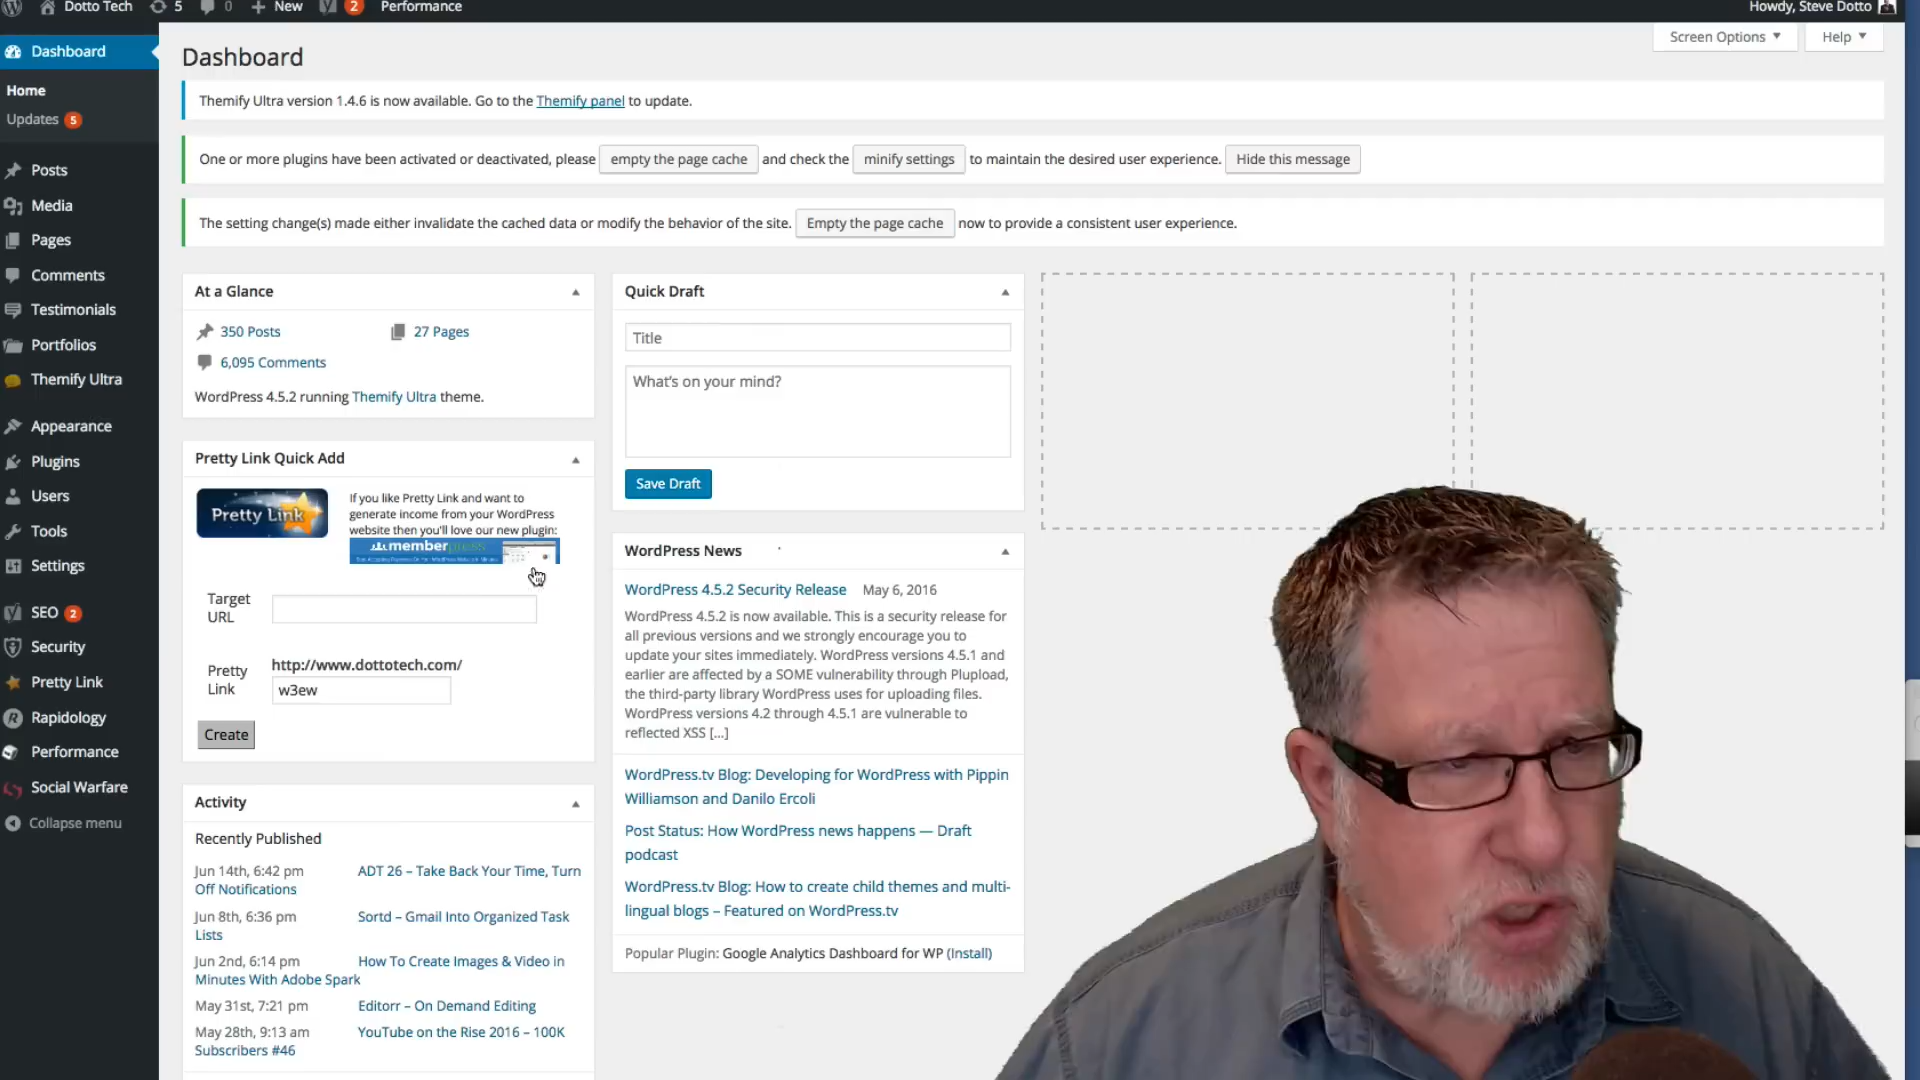 Dotto Tech
5
0
New
2
Performance
Howdy, Steve Dotto
Dashboard
Home
Updates 5
Posts
Media
Pages
Comments
Testimonials
Portfolios
Themify Ultra
Appearance
Plugins
Users
Tools
Settings
SEO 2
Security
Pretty Link
Rapidology
Performance
Social Warfare
Collapse menu
Screen Options
Help
Dashboard
Themify Ultra version 1.4.6 is now available. Go to the Themify panel to update.
One or more plugins have been activated or deactivated, please empty the page cache and check the minify settings to maintain the desired user experience. Hide this message
The setting change(s) made either invalidate the cached data or modify the behavior of the site. Empty the page cache now to provide a consistent user experience.
At a Glance
350 Posts
27 Pages
6,095 Comments
WordPress 4.5.2 running Themify Ultra theme.
Pretty Link Quick Add
Pretty Link
If you like Pretty Link and want to
generate income from your WordPress
website then you'll love our new plugin:
memberpress
Target
URL
Pretty
Link
http://www.dottotech.com/
w3ew
Create
Activity
Recently Published
Jun 14th, 6:42 pm ADT 26 – Take Back Your Time, Turn
Off Notifications
Jun 8th, 6:36 pm Sortd – Gmail Into Organized Task
Lists
Jun 2nd, 6:14 pm How To Create Images & Video in
Minutes With Adobe Spark
May 31st, 7:21 pm Editorr – On Demand Editing
May 28th, 9:13 am YouTube on the Rise 2016 – 100K
Subscribers #46
Quick Draft
Title
What's on your mind?
Save Draft
WordPress News
WordPress 4.5.2 Security Release May 6, 2016
WordPress 4.5.2 is now available. This is a security release for
all previous versions and we strongly encourage you to
update your sites immediately. WordPress versions 4.5.1 and
earlier are affected by a SOME vulnerability through Plupload,
the third-party library WordPress uses for uploading files.
WordPress versions 4.2 through 4.5.1 are vulnerable to
reflected XSS […]
WordPress.tv Blog: Developing for WordPress with Pippin
Williamson and Danilo Ercoli
Post Status: How WordPress news happens — Draft
podcast
WordPress.tv Blog: How to create child themes and multi-
lingual blogs – Featured on WordPress.tv
Popular Plugin: Google Analytics Dashboard for WP (Install)